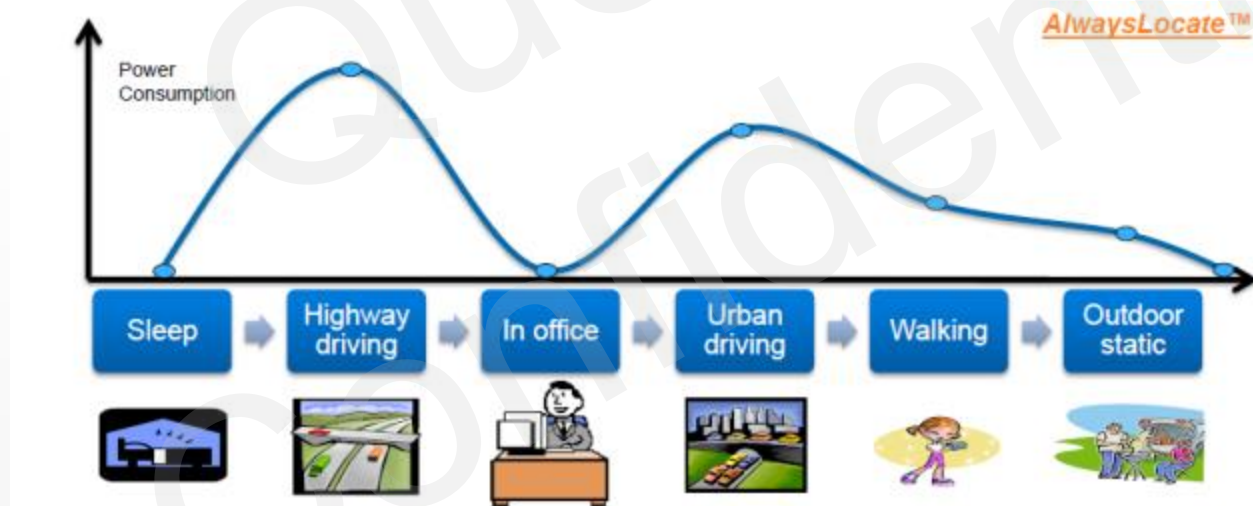 AlwaysLocate™
Power
Consumption
Sleep
Highway
driving
In office
Urban
driving
Walking
Outdoor
static